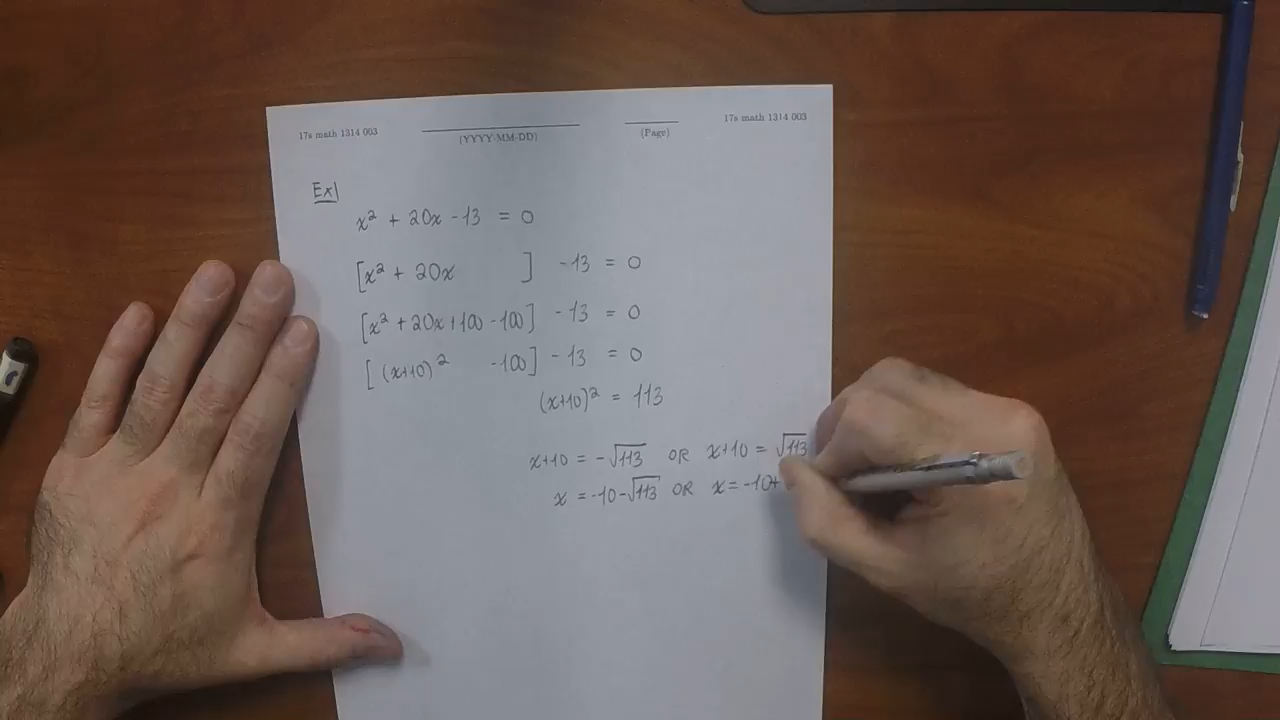 17s math 1314 003 (YYYY-MM-DD) (Page) 17s math 1314 003
Ex
x² + 20x - 13 = 0
[x² + 20x ] - 13 = 0
[x² + 20x + 100 - 100] - 13 = 0
[(x+10)² - 100] - 13 = 0
(x+10)² = 113
x+10 = -√113 OR x+10 = √113
x = -10-√113 OR x = -10+